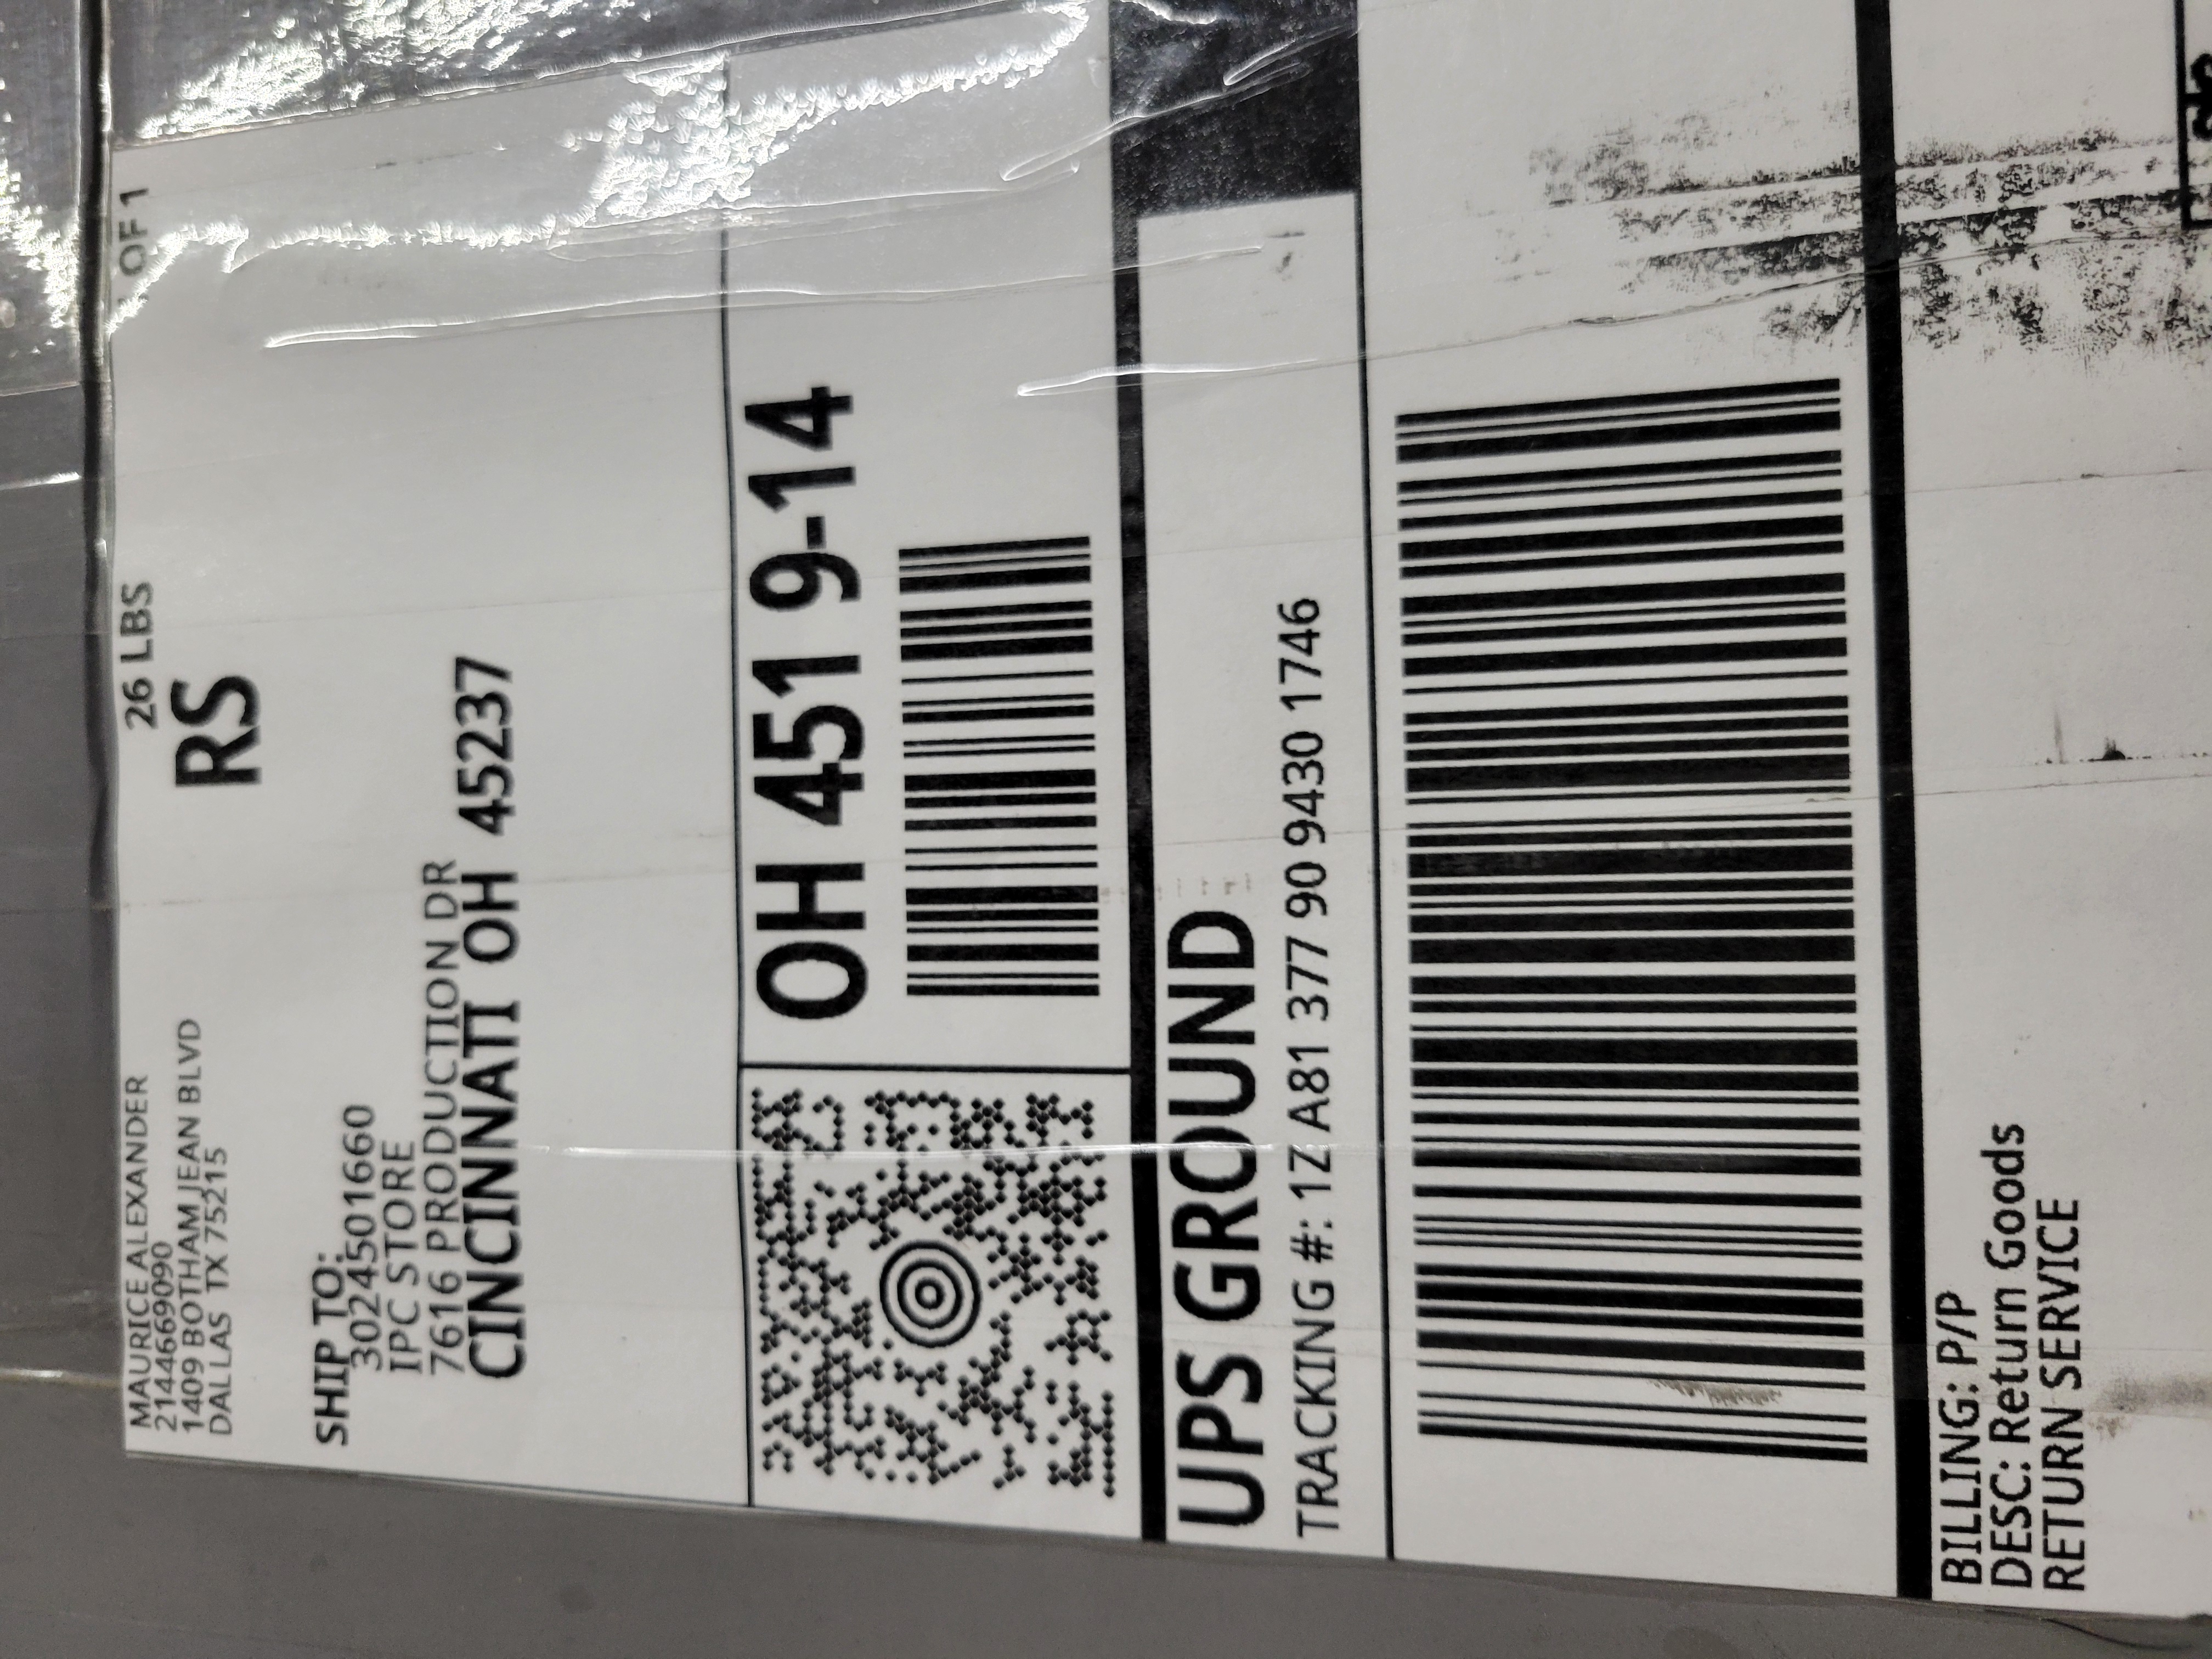 MAURICE ALEXANDER
2144669090
1409 BOTHAM JEAN BLVD
DALLAS TX 75215
26 LBS
OF 1
RS
SHIP TO:
3024501660
IPC STORE
7616 PRODUCTION DR
CINCINNATI OH 45237
OH 451 9-14
UPS GROUND
TRACKING #: 1Z A81 377 90 9430 1746
BILLING: P/P
DESC: Return Goods
RETURN SERVICE